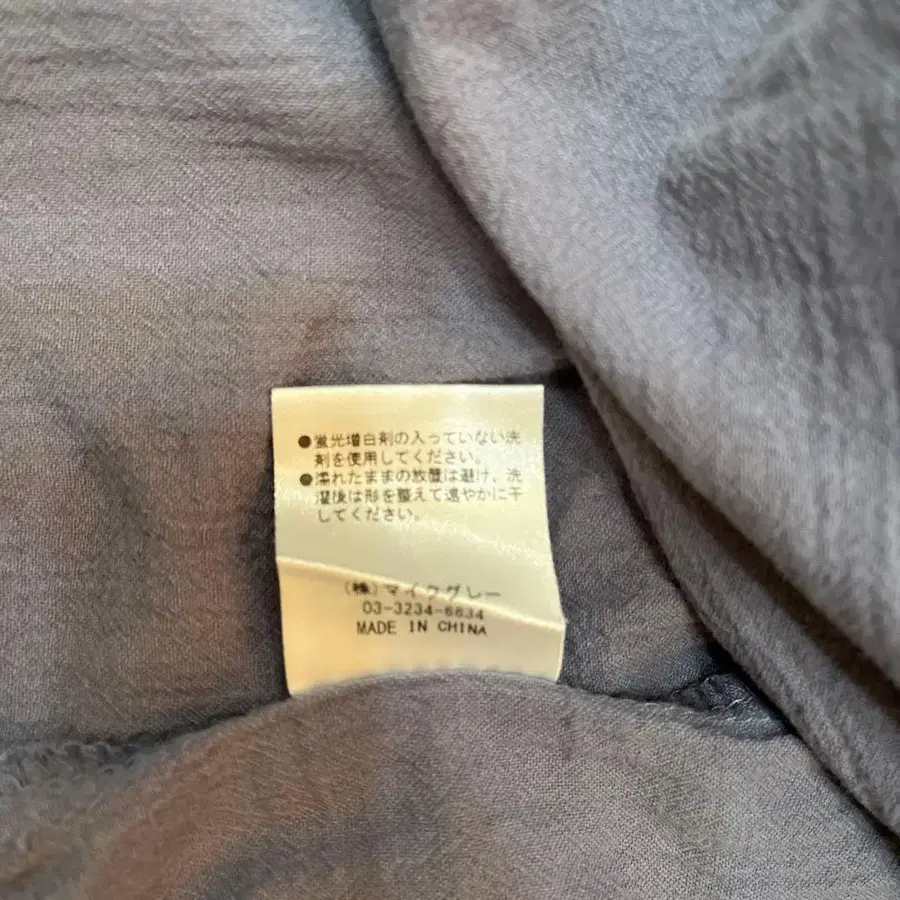 ●蛍光増白剤の入っていない洗
剤を使用してください。
●濡れたままの放置は避け、洗
濯後は形を整えて速やかに干
してください。
(株)マイクグレー
03-3234-6634
MADE IN CHINA